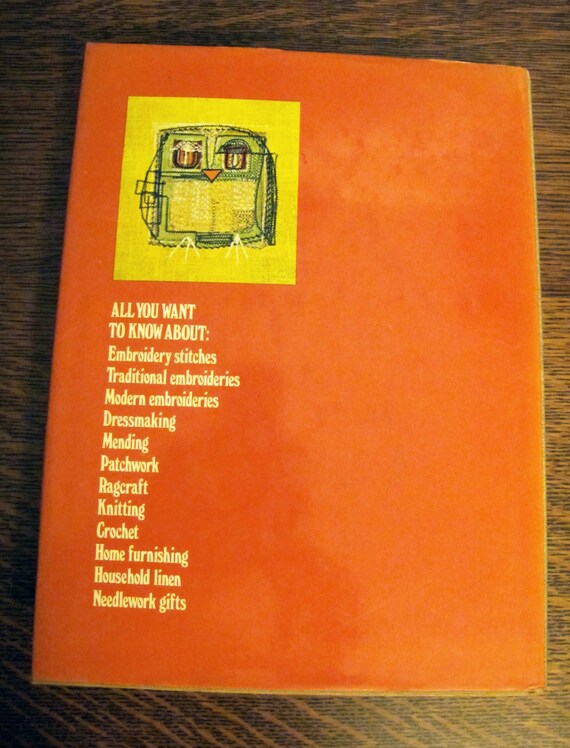 ALL YOU WANT
TO KNOW ABOUT:
Embroidery stitches
Traditional embroideries
Modern embroideries
Dressmaking
Mending
Patchwork
Ragcraft
Knitting
Crochet
Home furnishing
Household linen
Needlework gifts